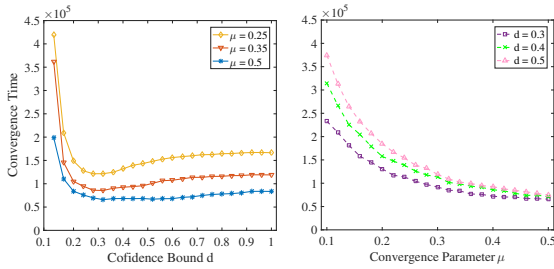 ×10⁵
4.5
4
3.5
3
2.5
2
1.5
1
0.5
0
Convergence Time
μ = 0.25
μ = 0.35
μ = 0.5
0.1 0.2 0.3 0.4 0.5 0.6 0.7 0.8 0.9 1
Cofidence Bound d
×10⁵
4.5
4
3.5
3
2.5
2
1.5
1
0.5
0
d = 0.3
d = 0.4
d = 0.5
0.1 0.2 0.3 0.4 0.5
Convergence Parameter μ